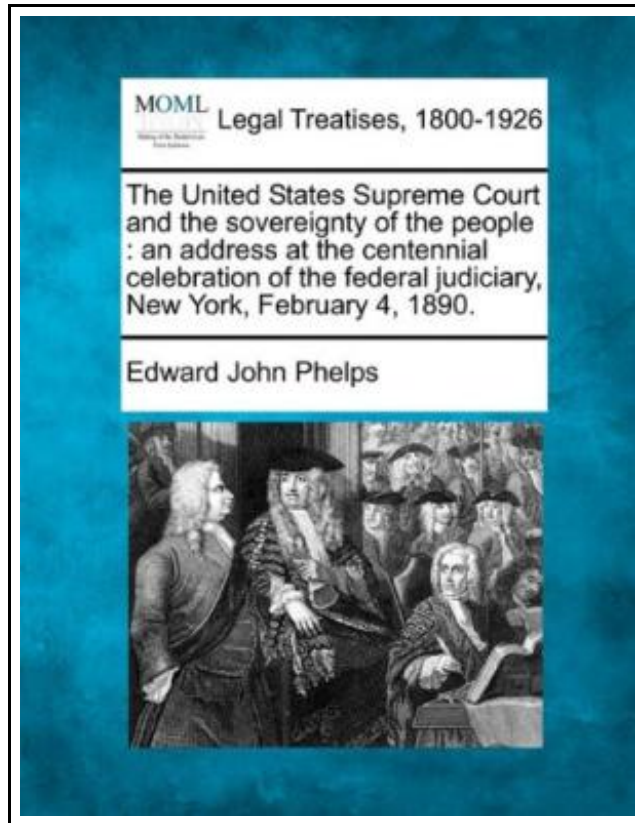 MOML
Legal Treatises, 1800-1926
The United States Supreme Court
and the sovereignty of the people
: an address at the centennial
celebration of the federal judiciary,
New York, February 4, 1890.
Edward John Phelps